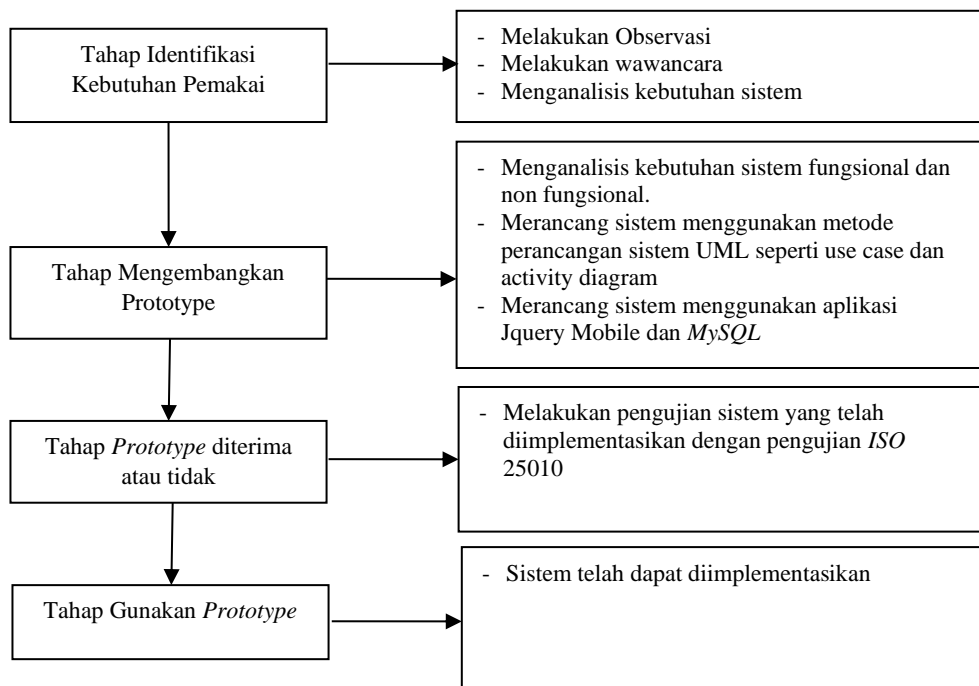 Tahap Identifikasi
Kebutuhan Pemakai
- Melakukan Observasi
- Melakukan wawancara
- Menganalisis kebutuhan sistem
Tahap Mengembangkan
Prototype
- Menganalisis kebutuhan sistem fungsional dan
non fungsional.
- Merancang sistem menggunakan metode
perancangan sistem UML seperti use case dan
activity diagram
- Merancang sistem menggunakan aplikasi
Jquery Mobile dan MySQL
Tahap Prototype diterima
atau tidak
- Melakukan pengujian sistem yang telah
diimplementasikan dengan pengujian ISO
25010
Tahap Gunakan Prototype
- Sistem telah dapat diimplementasikan